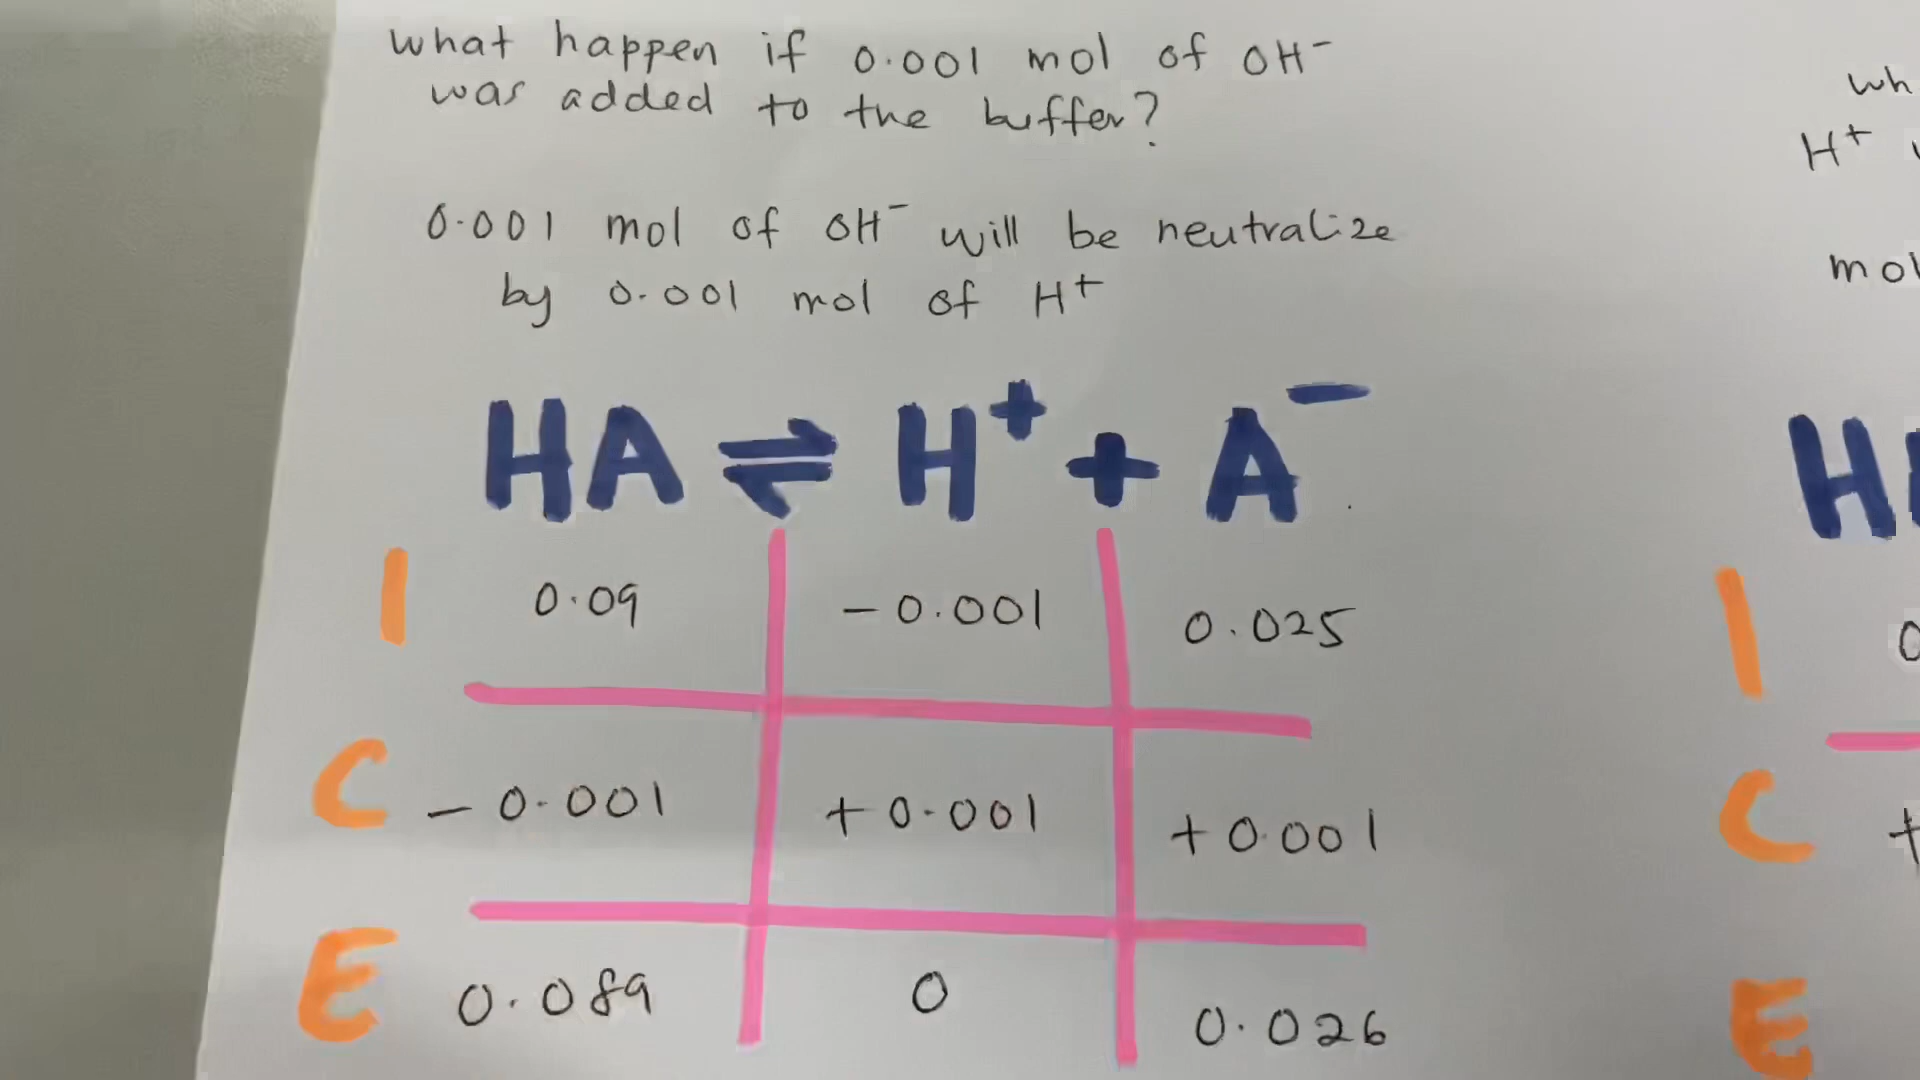 what happen if 0.001 mol of OH⁻
was added to the buffer?
0.001 mol of OH⁻ will be neutralize
by 0.001 mol of H⁺
HA ⇌ H⁺ + A⁻
I 0.09 - 0.001 0.025
C - 0.001 + 0.001 + 0.001
E 0.089 0 0.026
H⁺
mol
I
C +
E